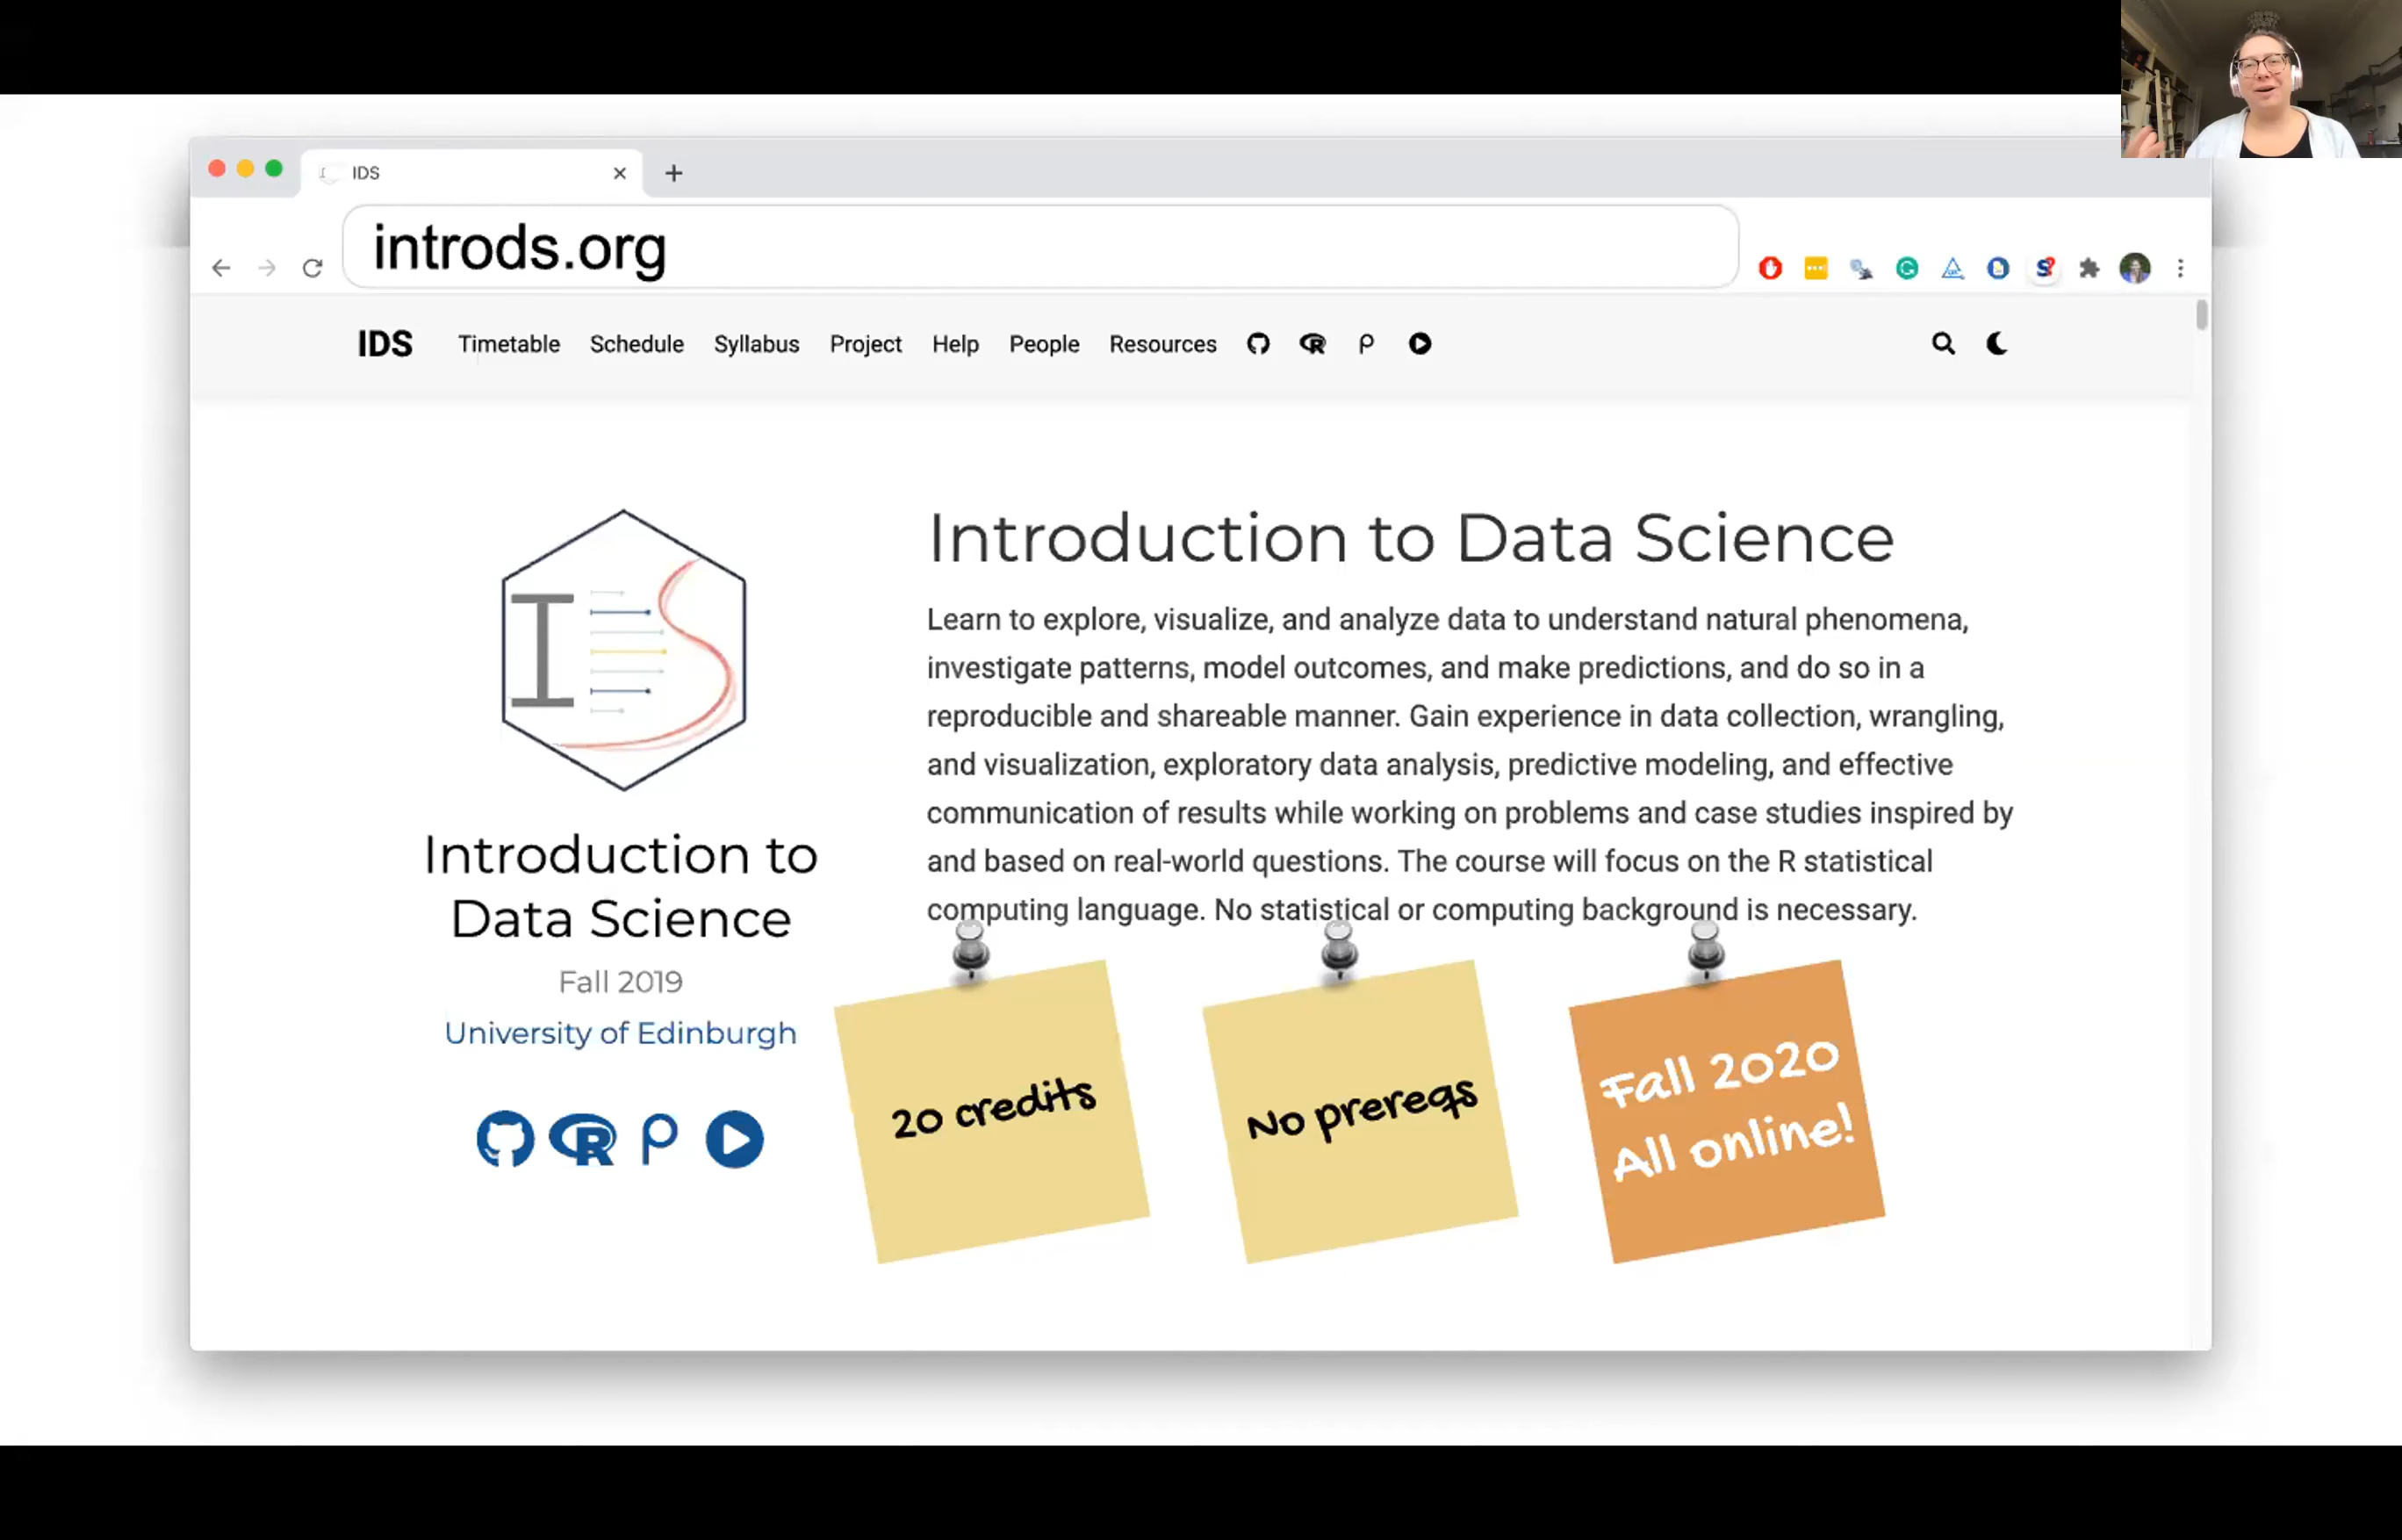 IDS
introds.org
IDS Timetable Schedule Syllabus Project Help People Resources
Introduction to
Data Science
Fall 2019
University of Edinburgh
Introduction to Data Science
Learn to explore, visualize, and analyze data to understand natural phenomena,
investigate patterns, model outcomes, and make predictions, and do so in a
reproducible and shareable manner. Gain experience in data collection, wrangling,
and visualization, exploratory data analysis, predictive modeling, and effective
communication of results while working on problems and case studies inspired by
and based on real-world questions. The course will focus on the R statistical
computing language. No statistical or computing background is necessary.
20 credits
No prereqs
Fall 2020
All online!